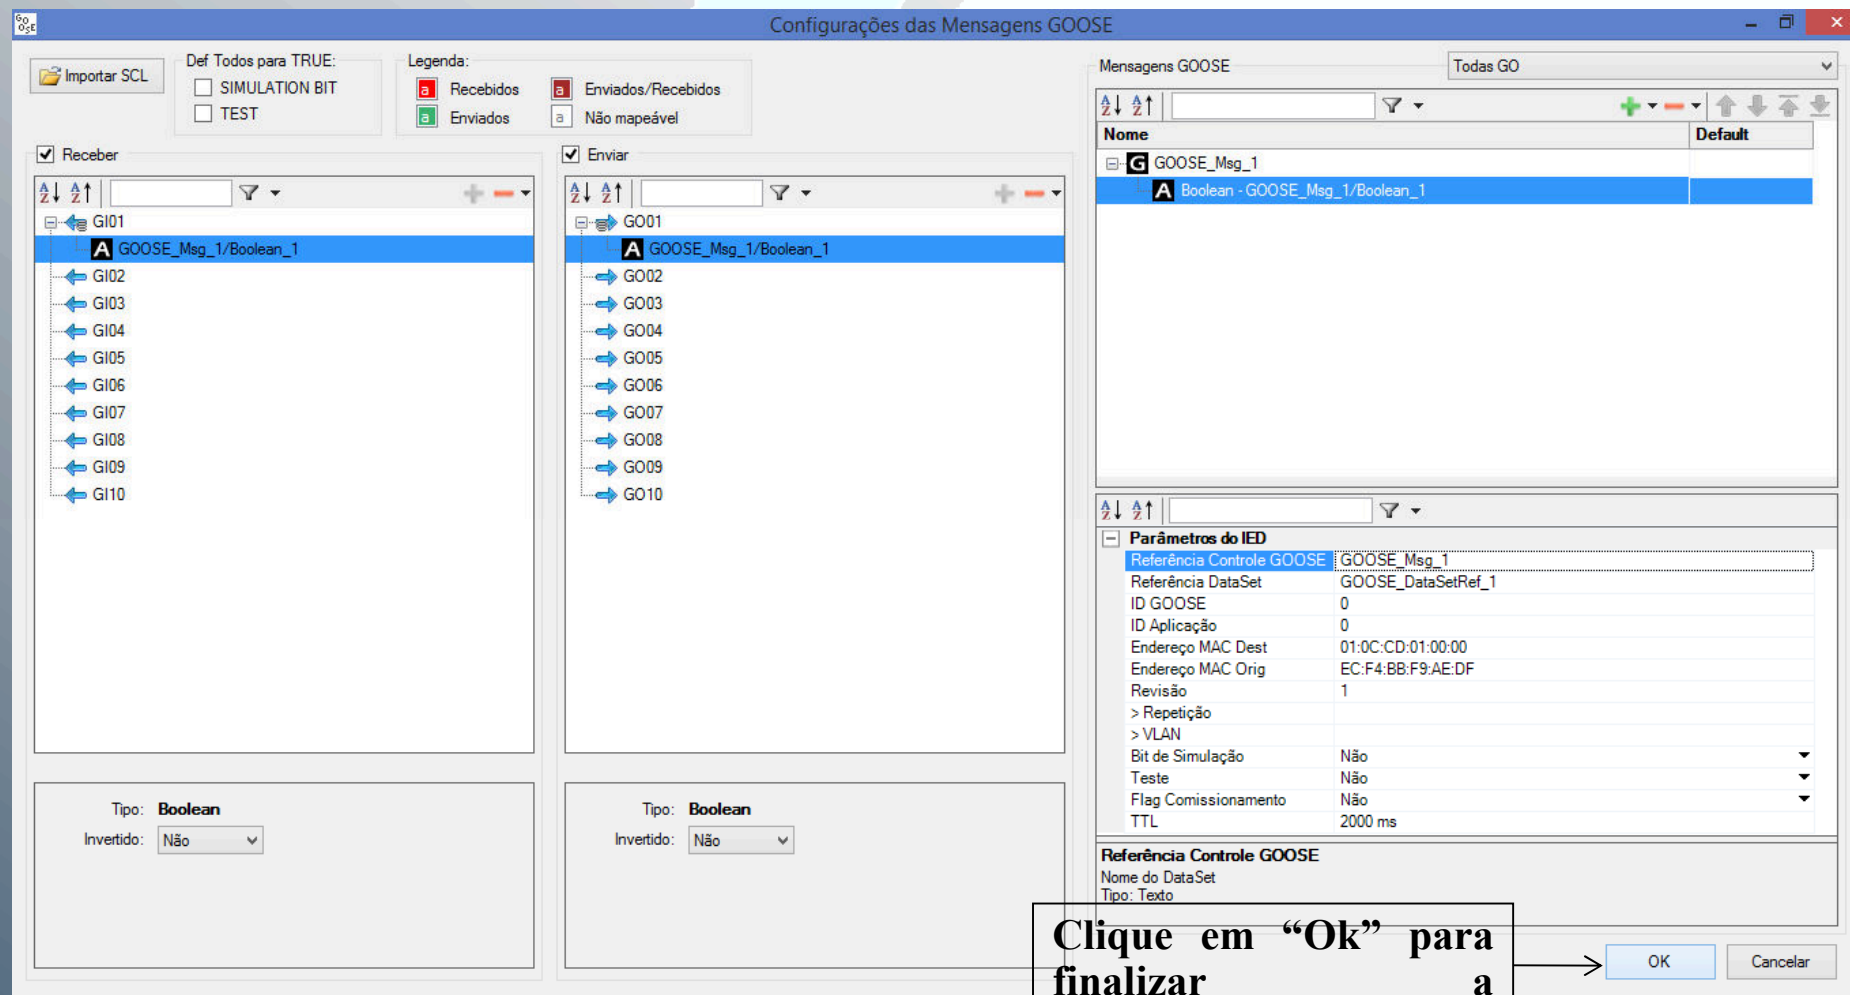 GOOSE
Configurações das Mensagens GOOSE
Importar SCL
Def Todos para TRUE:
SIMULATION BIT
TEST
Legenda:
a Recebidos
a Enviados/Recebidos
a Enviados
a Não mapeável
Receber
GI01
A GOOSE_Msg_1/Boolean_1
GI02
GI03
GI04
GI05
GI06
GI07
GI08
GI09
GI10
Tipo: Boolean
Invertido: Não
Enviar
GO01
A GOOSE_Msg_1/Boolean_1
GO02
GO03
GO04
GO05
GO06
GO07
GO08
GO09
GO10
Tipo: Boolean
Invertido: Não
Mensagens GOOSE
Todas GO
Nome Default
G GOOSE_Msg_1
A Boolean - GOOSE_Msg_1/Boolean_1
Parâmetros do IED
Referência Controle GOOSE GOOSE_Msg_1
Referência DataSet GOOSE_DataSetRef_1
ID GOOSE 0
ID Aplicação 0
Endereço MAC Dest 01:0C:CD:01:00:00
Endereço MAC Orig EC:F4:BB:F9:AE:DF
Revisão 1
> Repetição
> VLAN
Bit de Simulação Não
Teste Não
Flag Comissionamento Não
TTL 2000 ms
Referência Controle GOOSE
Nome do DataSet
Tipo: Texto
Clique em “Ok” para
finalizar a
OK
Cancelar